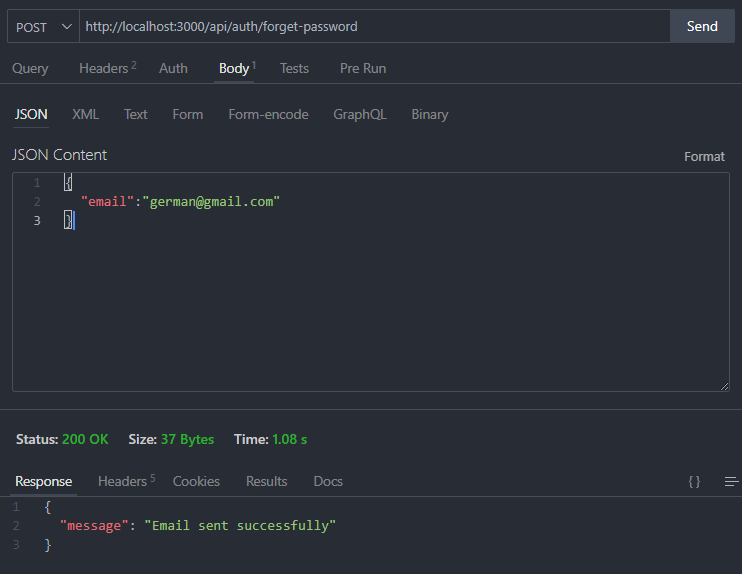 POST http://localhost:3000/api/auth/forget-password Send
Query Headers 2 Auth Body 1 Tests Pre Run
JSON XML Text Form Form-encode GraphQL Binary
JSON Content Format
1 {
2 "email":"german@gmail.com"
3 }
Status: 200 OK Size: 37 Bytes Time: 1.08 s
Response Headers 5 Cookies Results Docs { }
1 {
2 "message": "Email sent successfully"
3 }